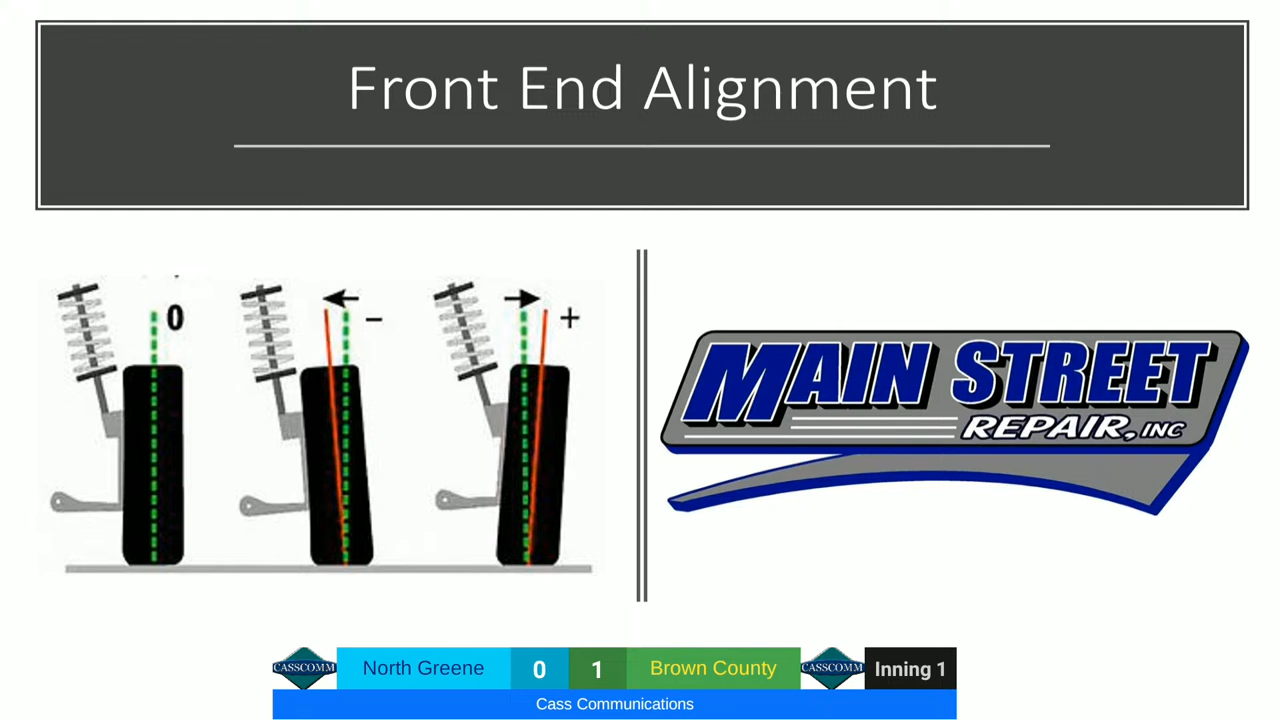 Front End Alignment
0
-
+
MAIN STREET
REPAIR, INC
CASSCOMM
North Greene
0
1
Brown County
CASSCOMM
Inning 1
Cass Communications